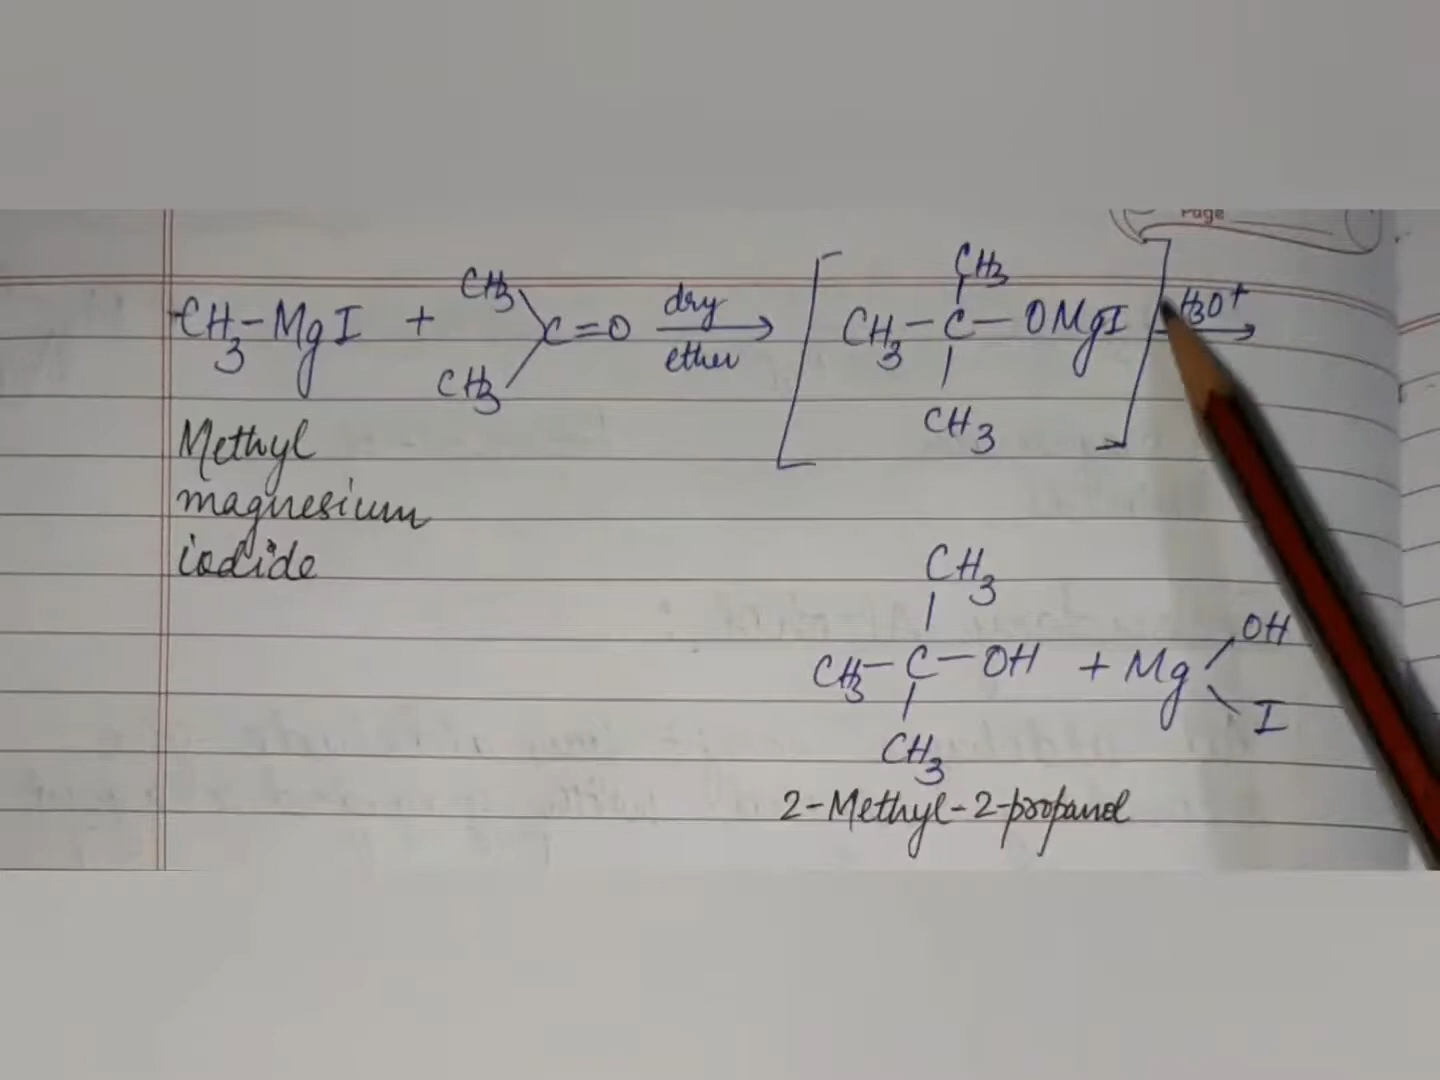 Page
CH3-MgI + CH3 CH3 C=O dry ether → [CH3-C(CH3)(CH3)-OMgI] H3O+ →
Methyl
magnesium
iodide
CH3
CH3-C-OH + Mg OH I
CH3
2-Methyl-2-propanol